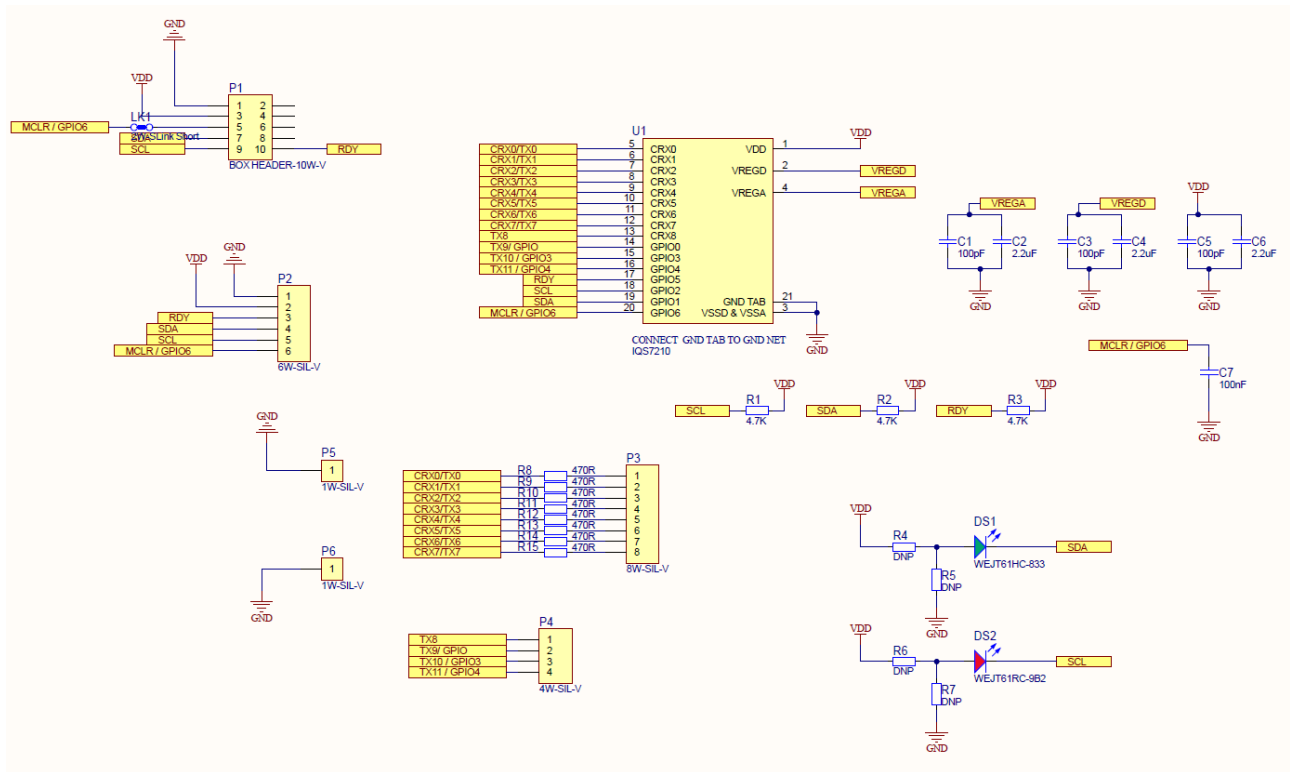 GND
VDD
P1
LK1
MCLR / GPIO6
2W-SLink Short
SDA
SCL
1 2
3 4
5 6
7 8
9 10
RDY
BOX HEADER-10W-V
GND
VDD
P2
RDY
SDA
SCL
MCLR / GPIO6
1
2
3
4
5
6
6W-SIL-V
U1
CRX0/TX0 5 CRX0
CRX1/TX1 6 CRX1
CRX2/TX2 7 CRX2
CRX3/TX3 8 CRX3
CRX4/TX4 9 CRX4
CRX5/TX5 10 CRX5
CRX6/TX6 11 CRX6
CRX7/TX7 12 CRX7
TX8 13 CRX8
TX9/ GPIO 14 GPIO0
TX10 / GPIO3 15 GPIO3
TX11 / GPIO4 16 GPIO4
RDY 17 GPIO5
SCL 18 GPIO2
SDA 19 GPIO1
MCLR / GPIO6 20 GPIO6
VDD 1 VDD
VREGD 2 VREGD
VREGA 4 VREGA
GND TAB 21
VSSD & VSSA 3
GND
CONNECT GND TAB TO GND NET
IQS7210
VREGA
C1 100pF
C2 2.2uF
GND
VREGD
C3 100pF
C4 2.2uF
GND
VDD
C5 100pF
C6 2.2uF
GND
MCLR / GPIO6
C7
100nF
GND
SCL R1 4.7K VDD
SDA R2 4.7K VDD
RDY R3 4.7K VDD
GND
P5
1
1W-SIL-V
P6
1
1W-SIL-V
GND
P3
CRX0/TX0 R8 470R 1
CRX1/TX1 R9 470R 2
CRX2/TX2 R10 470R 3
CRX3/TX3 R11 470R 4
CRX4/TX4 R12 470R 5
CRX5/TX5 R13 470R 6
CRX6/TX6 R14 470R 7
CRX7/TX7 R15 470R 8
8W-SIL-V
P4
TX8 1
TX9/ GPIO 2
TX10 / GPIO3 3
TX11 / GPIO4 4
4W-SIL-V
VDD
R4
DNP
DS1
WEJT61HC-833
SDA
R5
DNP
GND
VDD
R6
DNP
DS2
WEJT61RC-9B2
SCL
R7
DNP
GND